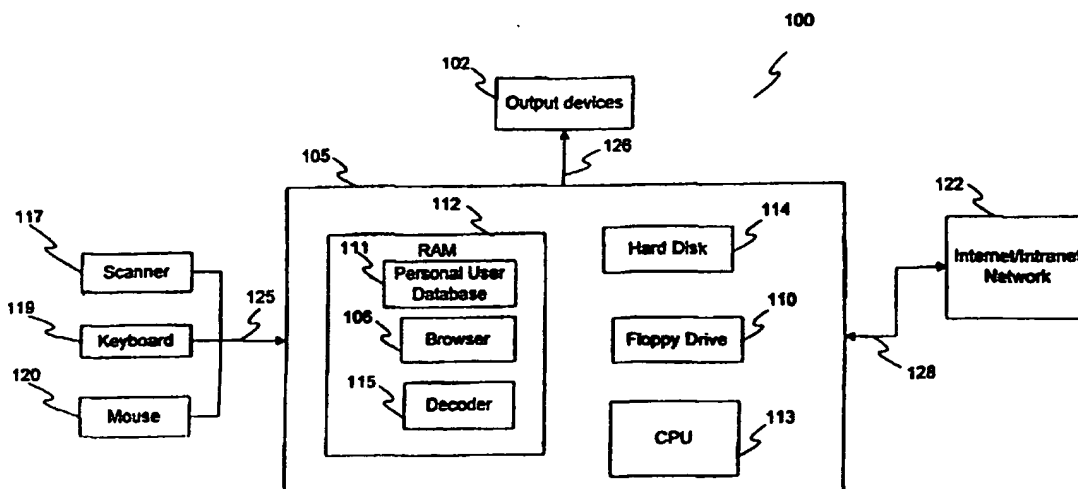 100
102
Output devices
126
105
112
114
122
117
111
RAM
Hard Disk
Internet/Intranet
Network
Scanner
Personal User
Database
119
125
106
110
Keyboard
Browser
Floppy Drive
128
120
115
Mouse
Decoder
CPU
113